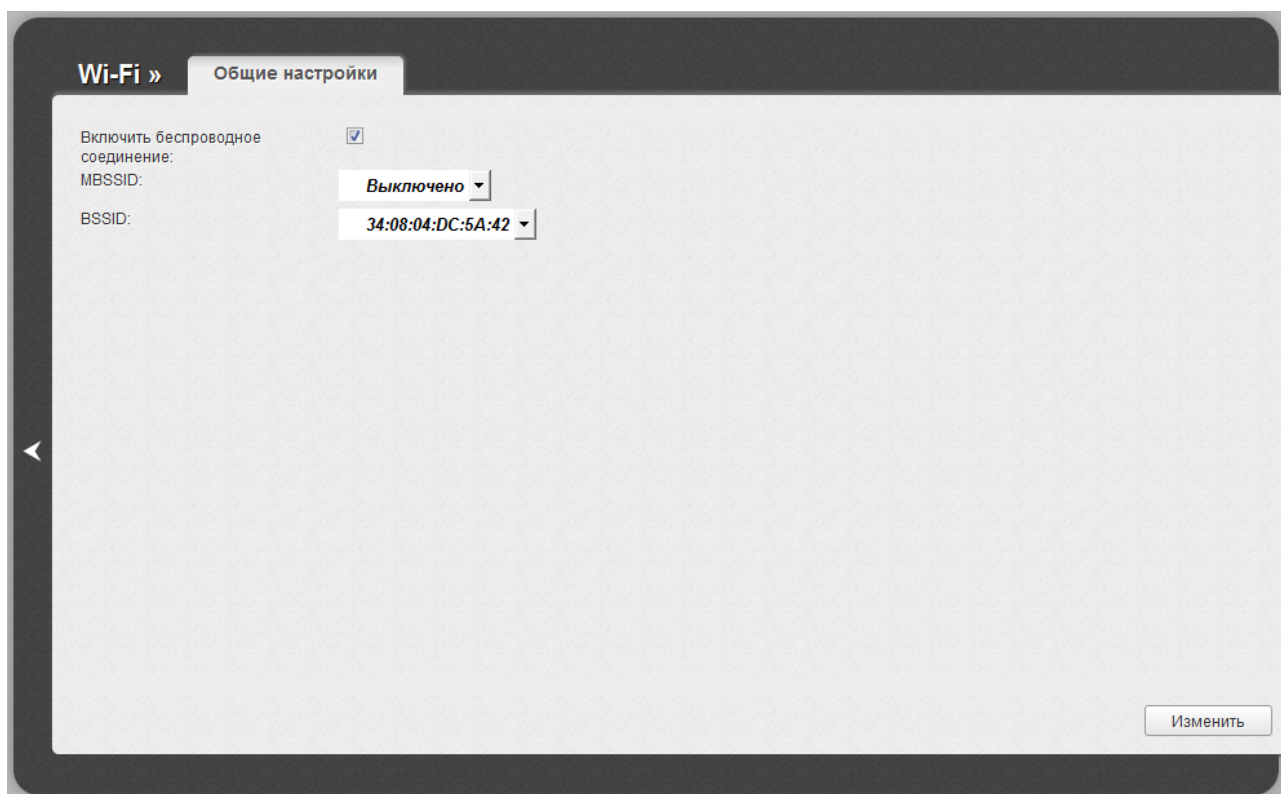 Wi-Fi »
Общие настройки
Включить беспроводное
соединение:
MBSSID:
Выключено
BSSID:
34:08:04:DC:5A:42
Изменить